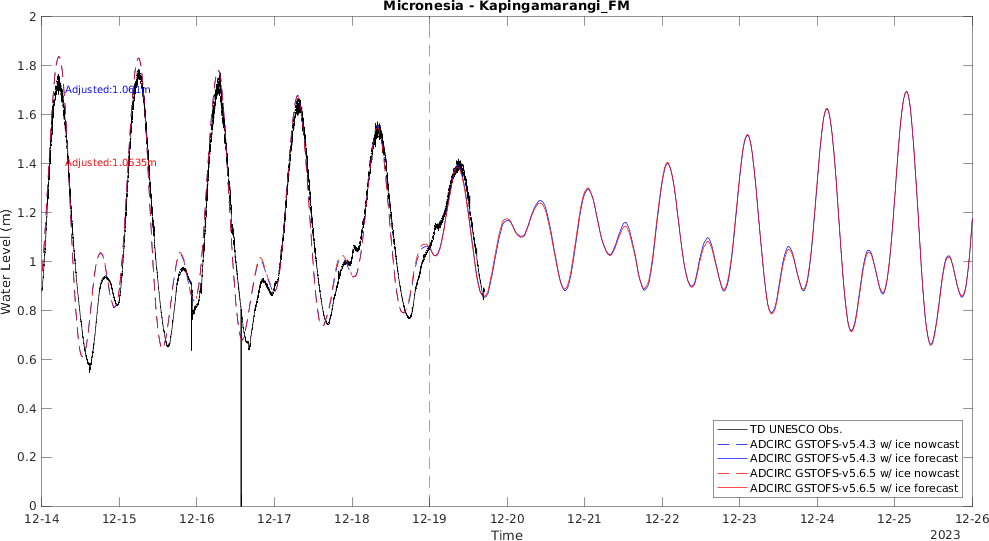 Micronesia - Kapingamarangi_FM
Water Level (m)
2
1.8
1.6
1.4
1.2
1
0.8
0.6
0.4
0.2
0
Adjusted:1.061m
Adjusted:1.0535m
TD UNESCO Obs.
ADCIRC GSTOFS-v5.4.3 w/ ice nowcast
ADCIRC GSTOFS-v5.4.3 w/ ice forecast
ADCIRC GSTOFS-v5.6.5 w/ ice nowcast
ADCIRC GSTOFS-v5.6.5 w/ ice forecast
12-14 12-15 12-16 12-17 12-18 12-19 12-20 12-21 12-22 12-23 12-24 12-25 12-26
Time
2023